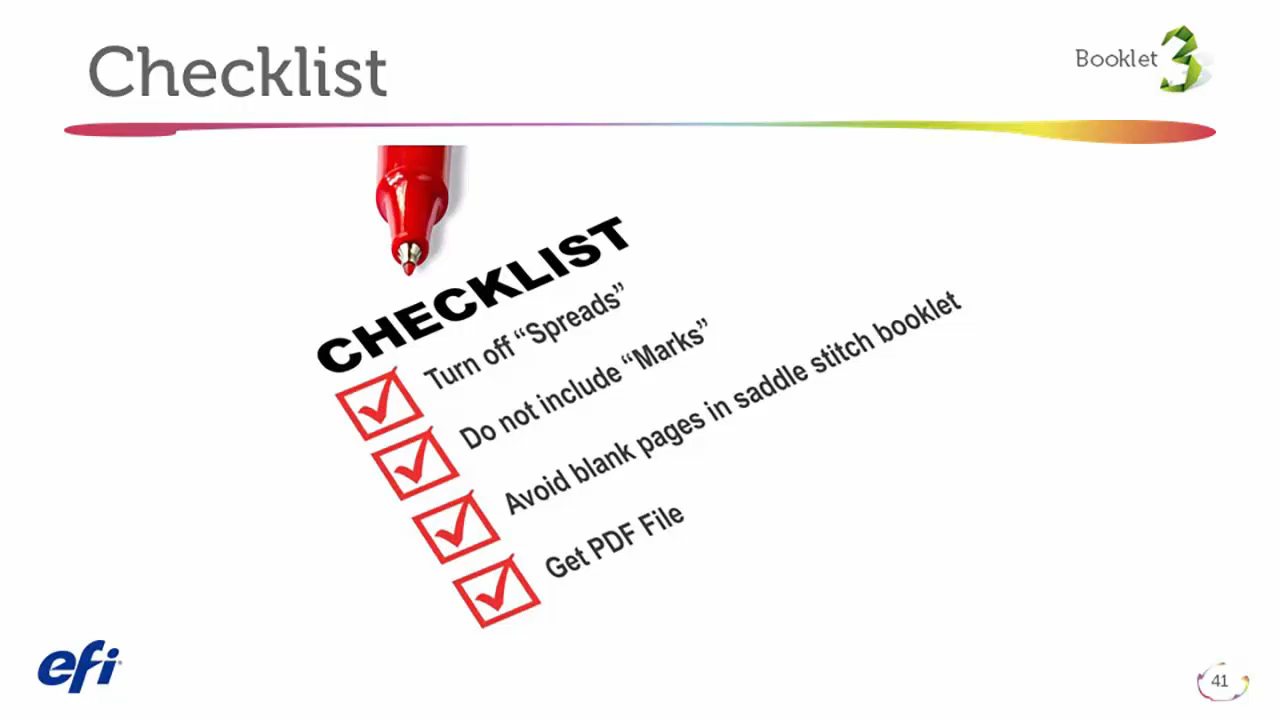 Checklist
Booklet 3
CHECKLIST
Turn off “Spreads”
Do not include “Marks”
Avoid blank pages in saddle stitch booklet
Get PDF File
efi
41